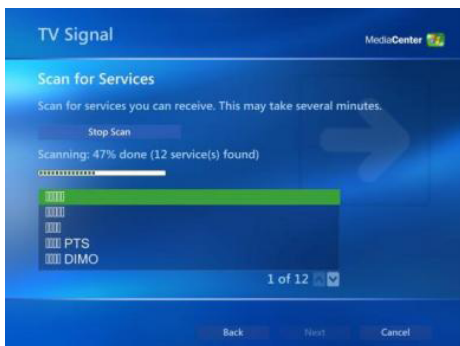 TV Signal
MediaCenter
Scan for Services
Scan for services you can receive. This may take several minutes.
Stop Scan
Scanning: 47% done (12 service(s) found)
▯▯▯▯
▯▯▯▯
▯▯▯
▯▯▯ PTS
▯▯▯ DIMO
1 of 12
Back
Next
Cancel